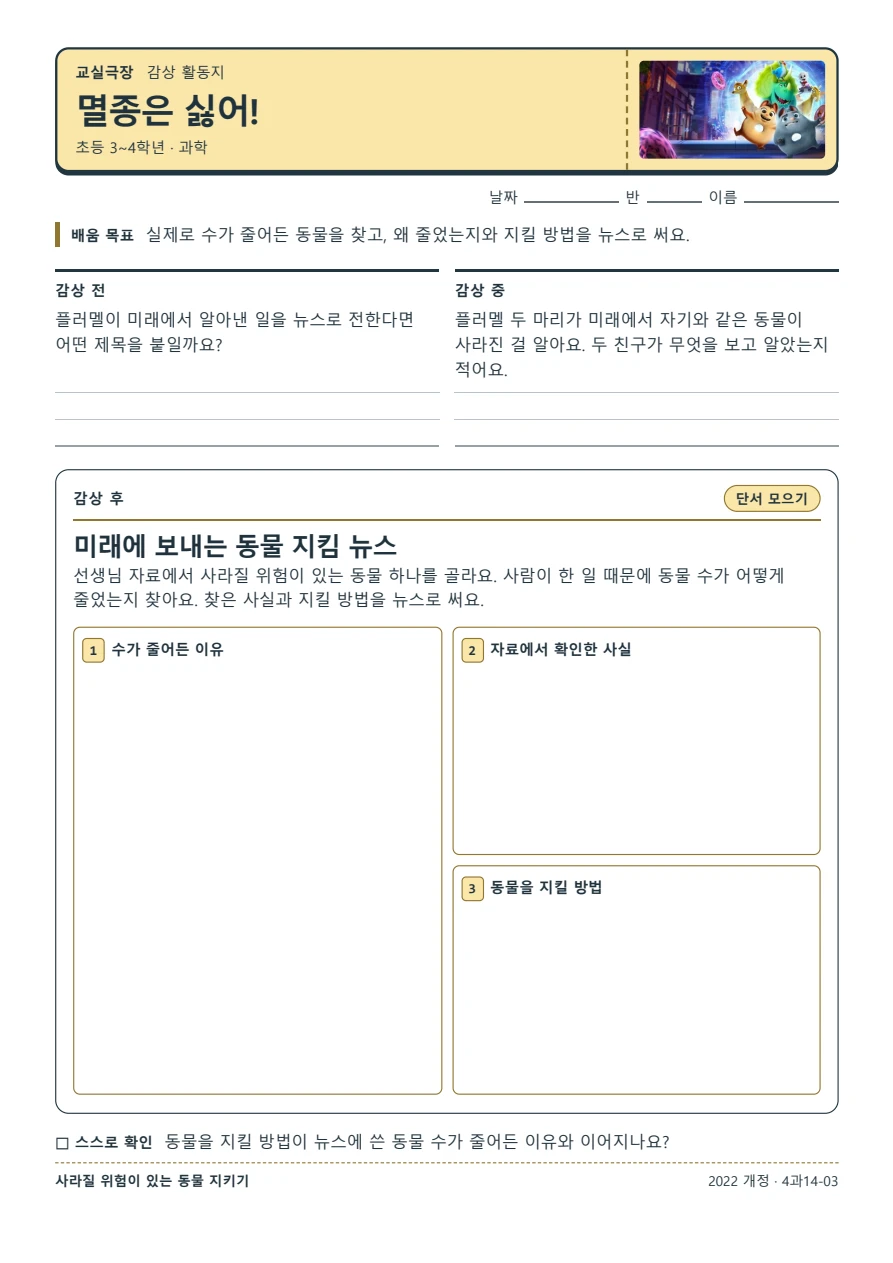 교실극장 감상 활동지
멸종은 싫어!
초등 3~4학년 · 과학
날짜 반 이름
배움 목표 실제로 수가 줄어든 동물을 찾고, 왜 줄었는지와 지킬 방법을 뉴스로 써요.
감상 전
플러멜이 미래에서 알아낸 일을 뉴스로 전한다면
어떤 제목을 붙일까요?
감상 중
플러멜 두 마리가 미래에서 자기와 같은 동물이
사라진 걸 알아요. 두 친구가 무엇을 보고 알았는지
적어요.
감상 후
단서 모으기
미래에 보내는 동물 지킴 뉴스
선생님 자료에서 사라질 위험이 있는 동물 하나를 골라요. 사람이 한 일 때문에 동물 수가 어떻게
줄었는지 찾아요. 찾은 사실과 지킬 방법을 뉴스로 써요.
1 수가 줄어든 이유
2 자료에서 확인한 사실
3 동물을 지킬 방법
□ 스스로 확인 동물을 지킬 방법이 뉴스에 쓴 동물 수가 줄어든 이유와 이어지나요?
사라질 위험이 있는 동물 지키기
2022 개정 · 4과14-03